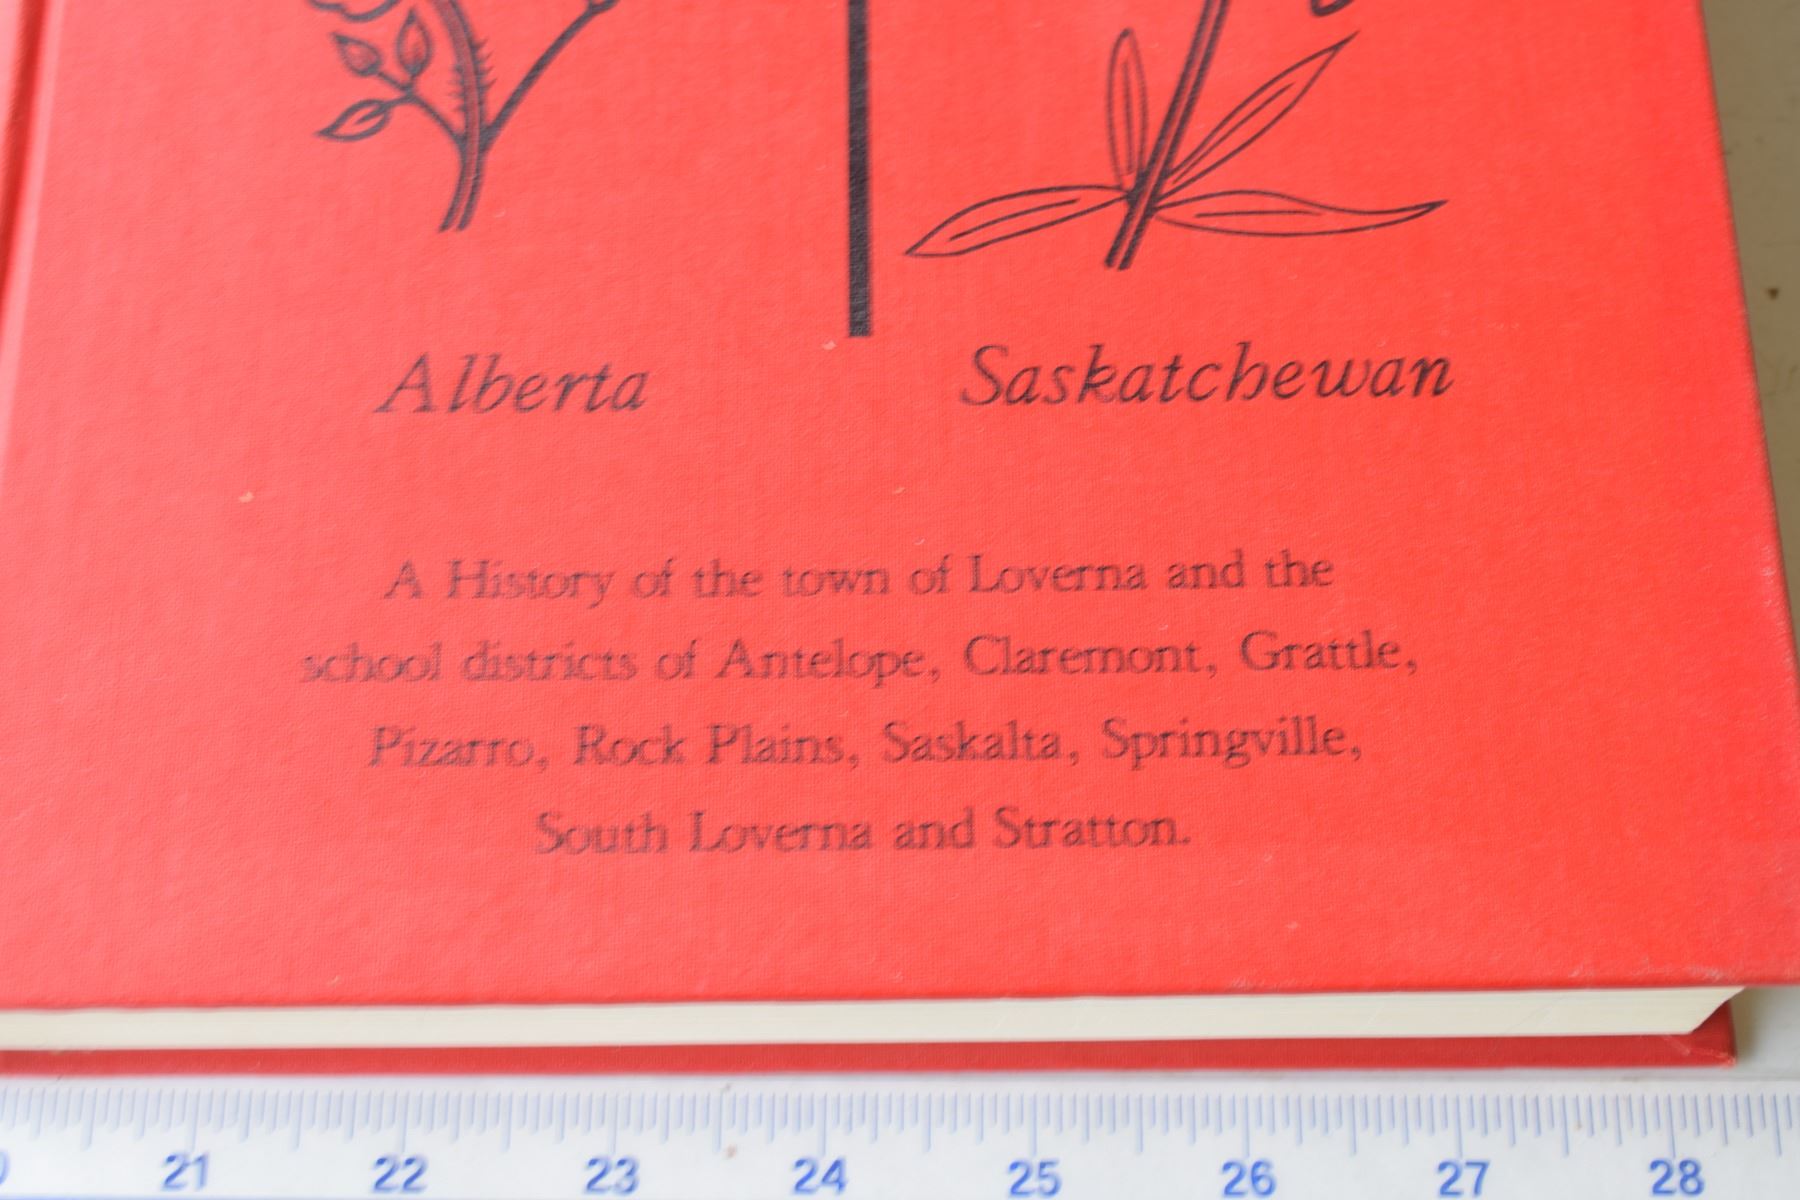 Alberta Saskatchewan
A History of the town of Loverna and the
school districts of Antelope, Claremont, Grattle,
Pizarro, Rock Plains, Saskalta, Springville,
South Loverna and Stratton.
21 22 23 24 25 26 27 28